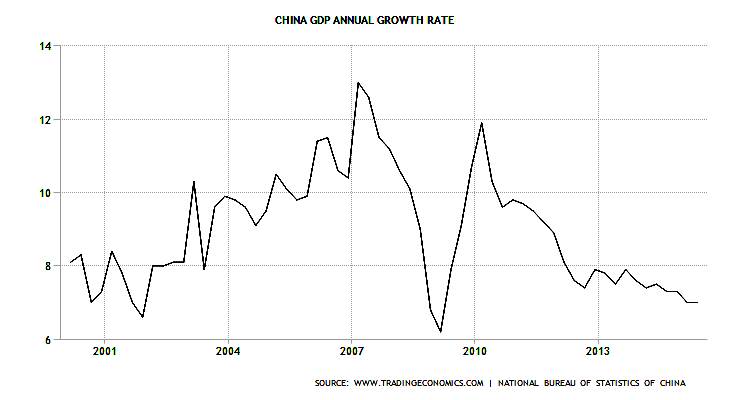 CHINA GDP ANNUAL GROWTH RATE
14
12
10
8
6
2001 2004 2007 2010 2013
SOURCE: WWW.TRADINGECONOMICS.COM | NATIONAL BUREAU OF STATISTICS OF CHINA